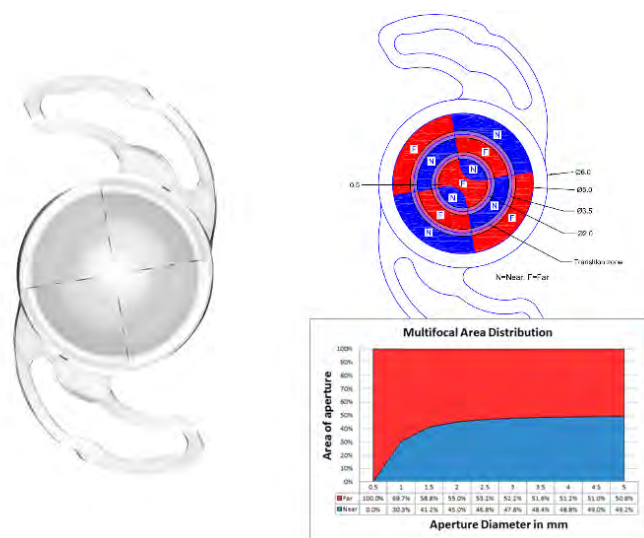 F
N
F
N
N
F
N
F
N
F
N
0.5
Ø6.0
Ø5.0
Ø3.5
Ø2.0
Transition zone
N=Near, F=Far
Multifocal Area Distribution
Area of aperture
100%
90%
80%
70%
60%
50%
40%
30%
20%
10%
0%
0.5 1 1.5 2 2.5 3 3.5 4 4.5 5
Far 100.0% 69.7% 58.8% 55.0% 53.2% 52.2% 51.6% 51.2% 51.0% 50.8%
Near 0.0% 30.3% 41.2% 45.0% 46.8% 47.8% 48.4% 48.8% 49.0% 49.2%
Aperture Diameter in mm